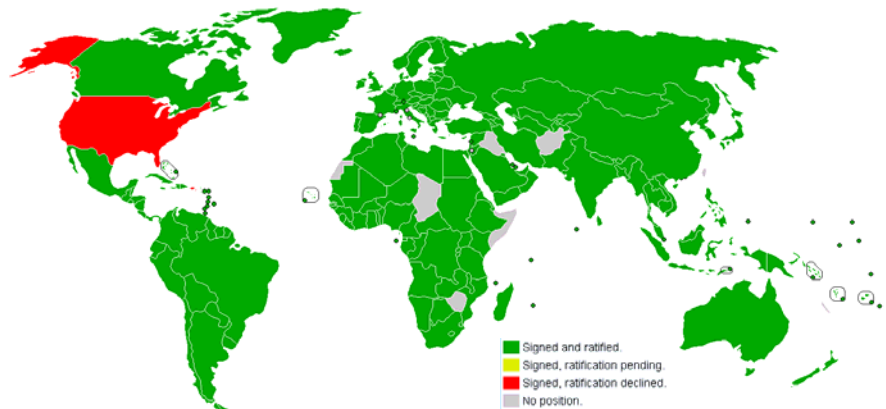 Signed and ratified.
Signed, ratification pending.
Signed, ratification declined.
No position.